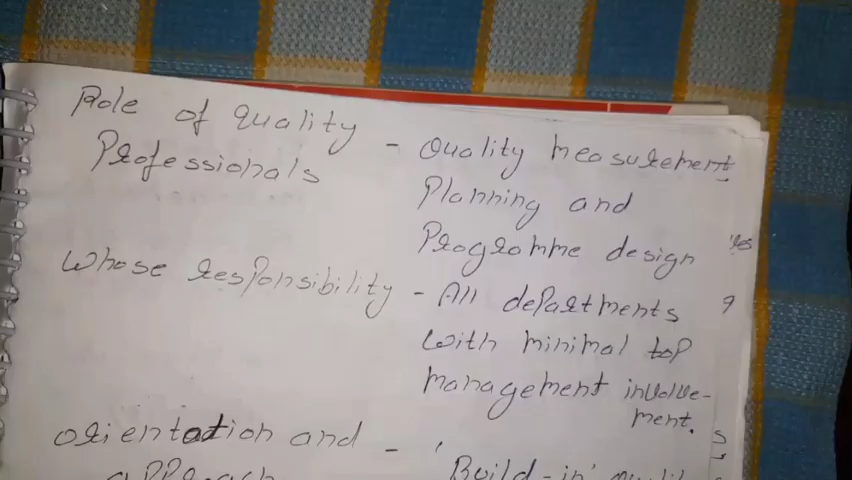 Role of Quality
Professionals - Quality measurement
Planning and
Programme design
Whose responsibility - All departments
with minimal top
management involve-
ment.
Orientation and
approach - 'Build-in'